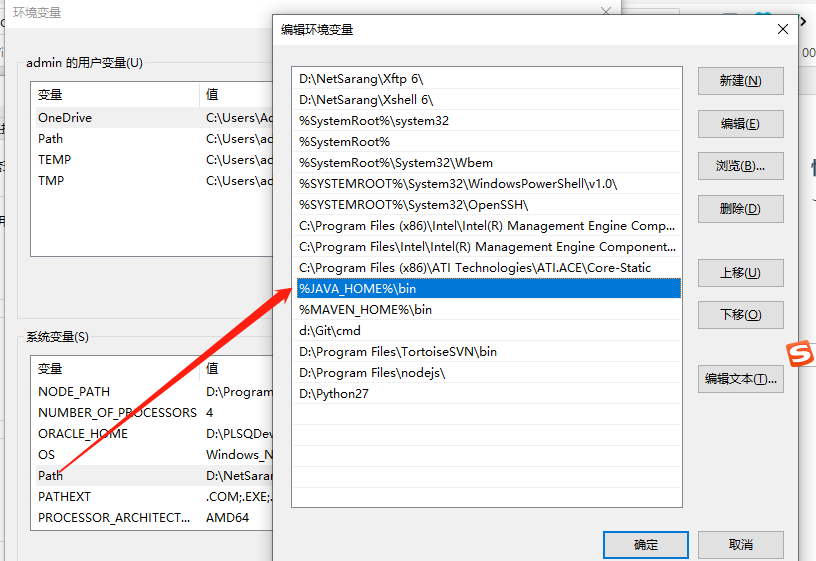 环境变量
admin 的用户变量(U)
变量
值
OneDrive
C:\Users\Ad
Path
C:\Users\ad
TEMP
C:\Users\ad
TMP
C:\Users\ad
系统变量(S)
变量
值
NODE_PATH
D:\Program
NUMBER_OF_PROCESSORS
4
ORACLE_HOME
D:\PLSQDev
OS
Windows_N
Path
D:\NetSaran
PATHEXT
.COM;.EXE;.
PROCESSOR_ARCHITECT...
AMD64
编辑环境变量
D:\NetSarang\Xftp 6\
D:\NetSarang\Xshell 6\
%SystemRoot%\system32
%SystemRoot%
%SystemRoot%\System32\Wbem
%SYSTEMROOT%\System32\WindowsPowerShell\v1.0\
%SYSTEMROOT%\System32\OpenSSH\
C:\Program Files (x86)\Intel\Intel(R) Management Engine Comp...
C:\Program Files\Intel\Intel(R) Management Engine Component...
C:\Program Files (x86)\ATI Technologies\ATI.ACE\Core-Static
%JAVA_HOME%\bin
%MAVEN_HOME%\bin
d:\Git\cmd
D:\Program Files\TortoiseSVN\bin
D:\Program Files\nodejs\
D:\Python27
新建(N)
编辑(E)
浏览(B)...
删除(D)
上移(U)
下移(O)
编辑文本(T)...
确定
取消